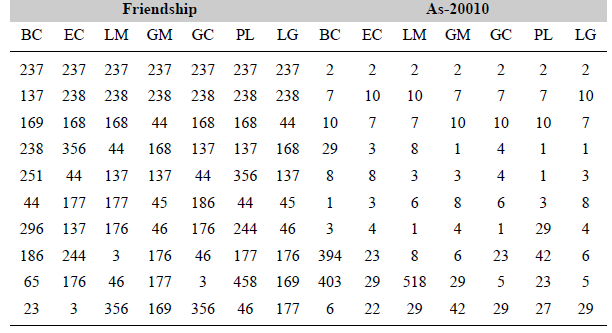 Friendship As-20010
BC EC LM GM GC PL LG BC EC LM GM GC PL LG
237 237 237 237 237 237 237 2 2 2 2 2 2 2
137 238 238 238 238 238 238 7 10 10 7 7 7 10
169 168 168 44 168 168 44 10 7 7 10 10 10 7
238 356 44 168 137 137 168 29 3 8 1 4 1 1
251 44 137 137 44 356 137 8 8 3 3 4 1 3
44 177 177 45 186 44 45 1 3 6 8 6 3 8
296 137 176 46 176 244 46 3 4 1 4 1 29 4
186 244 3 176 46 177 176 394 23 8 6 23 42 6
65 176 46 177 3 458 169 403 29 518 29 5 23 5
23 3 356 169 356 46 177 6 22 29 42 29 27 29